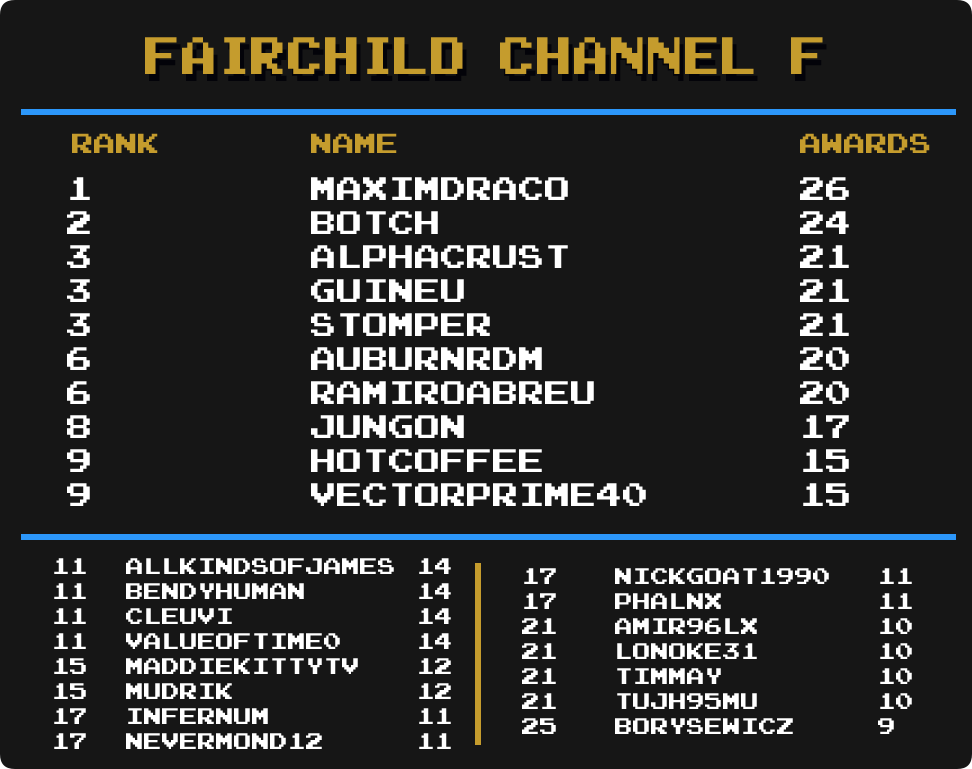 FAIRCHILD CHANNEL F
RANK NAME AWARDS
1 MAXIMDRACO 26
2 BOTCH 24
3 ALPHACRUST 21
3 GUINEU 21
3 STOMPER 21
6 AUBURNRDM 20
6 RAMIROABREU 20
8 JUNGON 17
9 HOTCOFFEE 15
9 VECTORPRIME40 15
11 ALLKINDSOFJAMES 14
11 BENDYHUMAN 14
11 CLEUVI 14
11 VALUEOFTIME0 14
15 MADDIEKITTYTV 12
15 MUDRIK 12
17 INFERNUM 11
17 NEVERMOND12 11
17 NICKGOAT1990 11
17 PHALNX 11
21 AMIR96LX 10
21 LONOKE31 10
21 TIMMAY 10
21 TUJH95MU 10
25 BORYSEWICZ 9